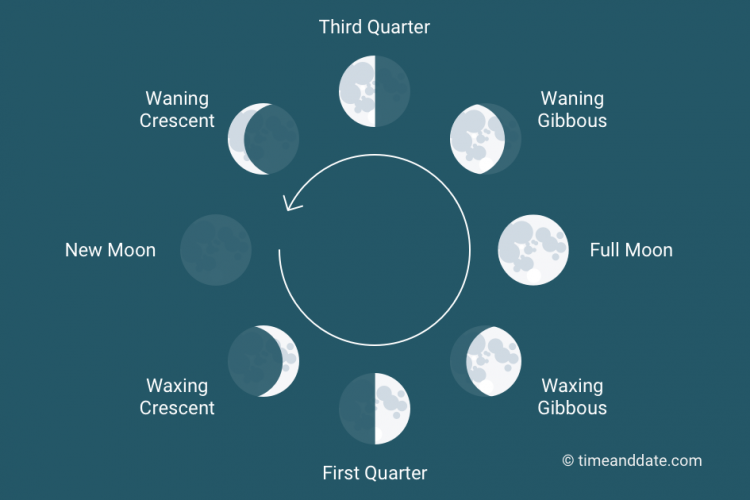 Third Quarter
Waning
Crescent
Waning
Gibbous
New Moon
Full Moon
Waxing
Crescent
Waxing
Gibbous
First Quarter
© timeanddate.com